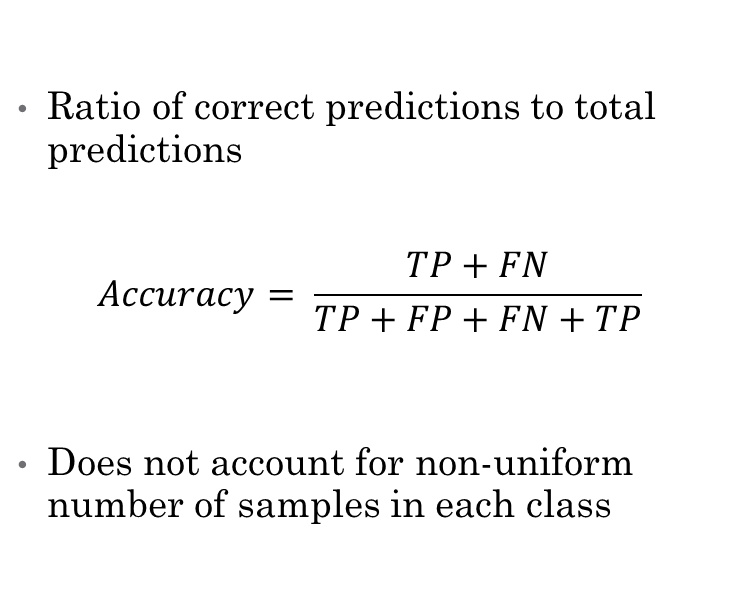 • Ratio of correct predictions to total
predictions
Accuracy = (TP + FN) / (TP + FP + FN + TP)
• Does not account for non-uniform
number of samples in each class